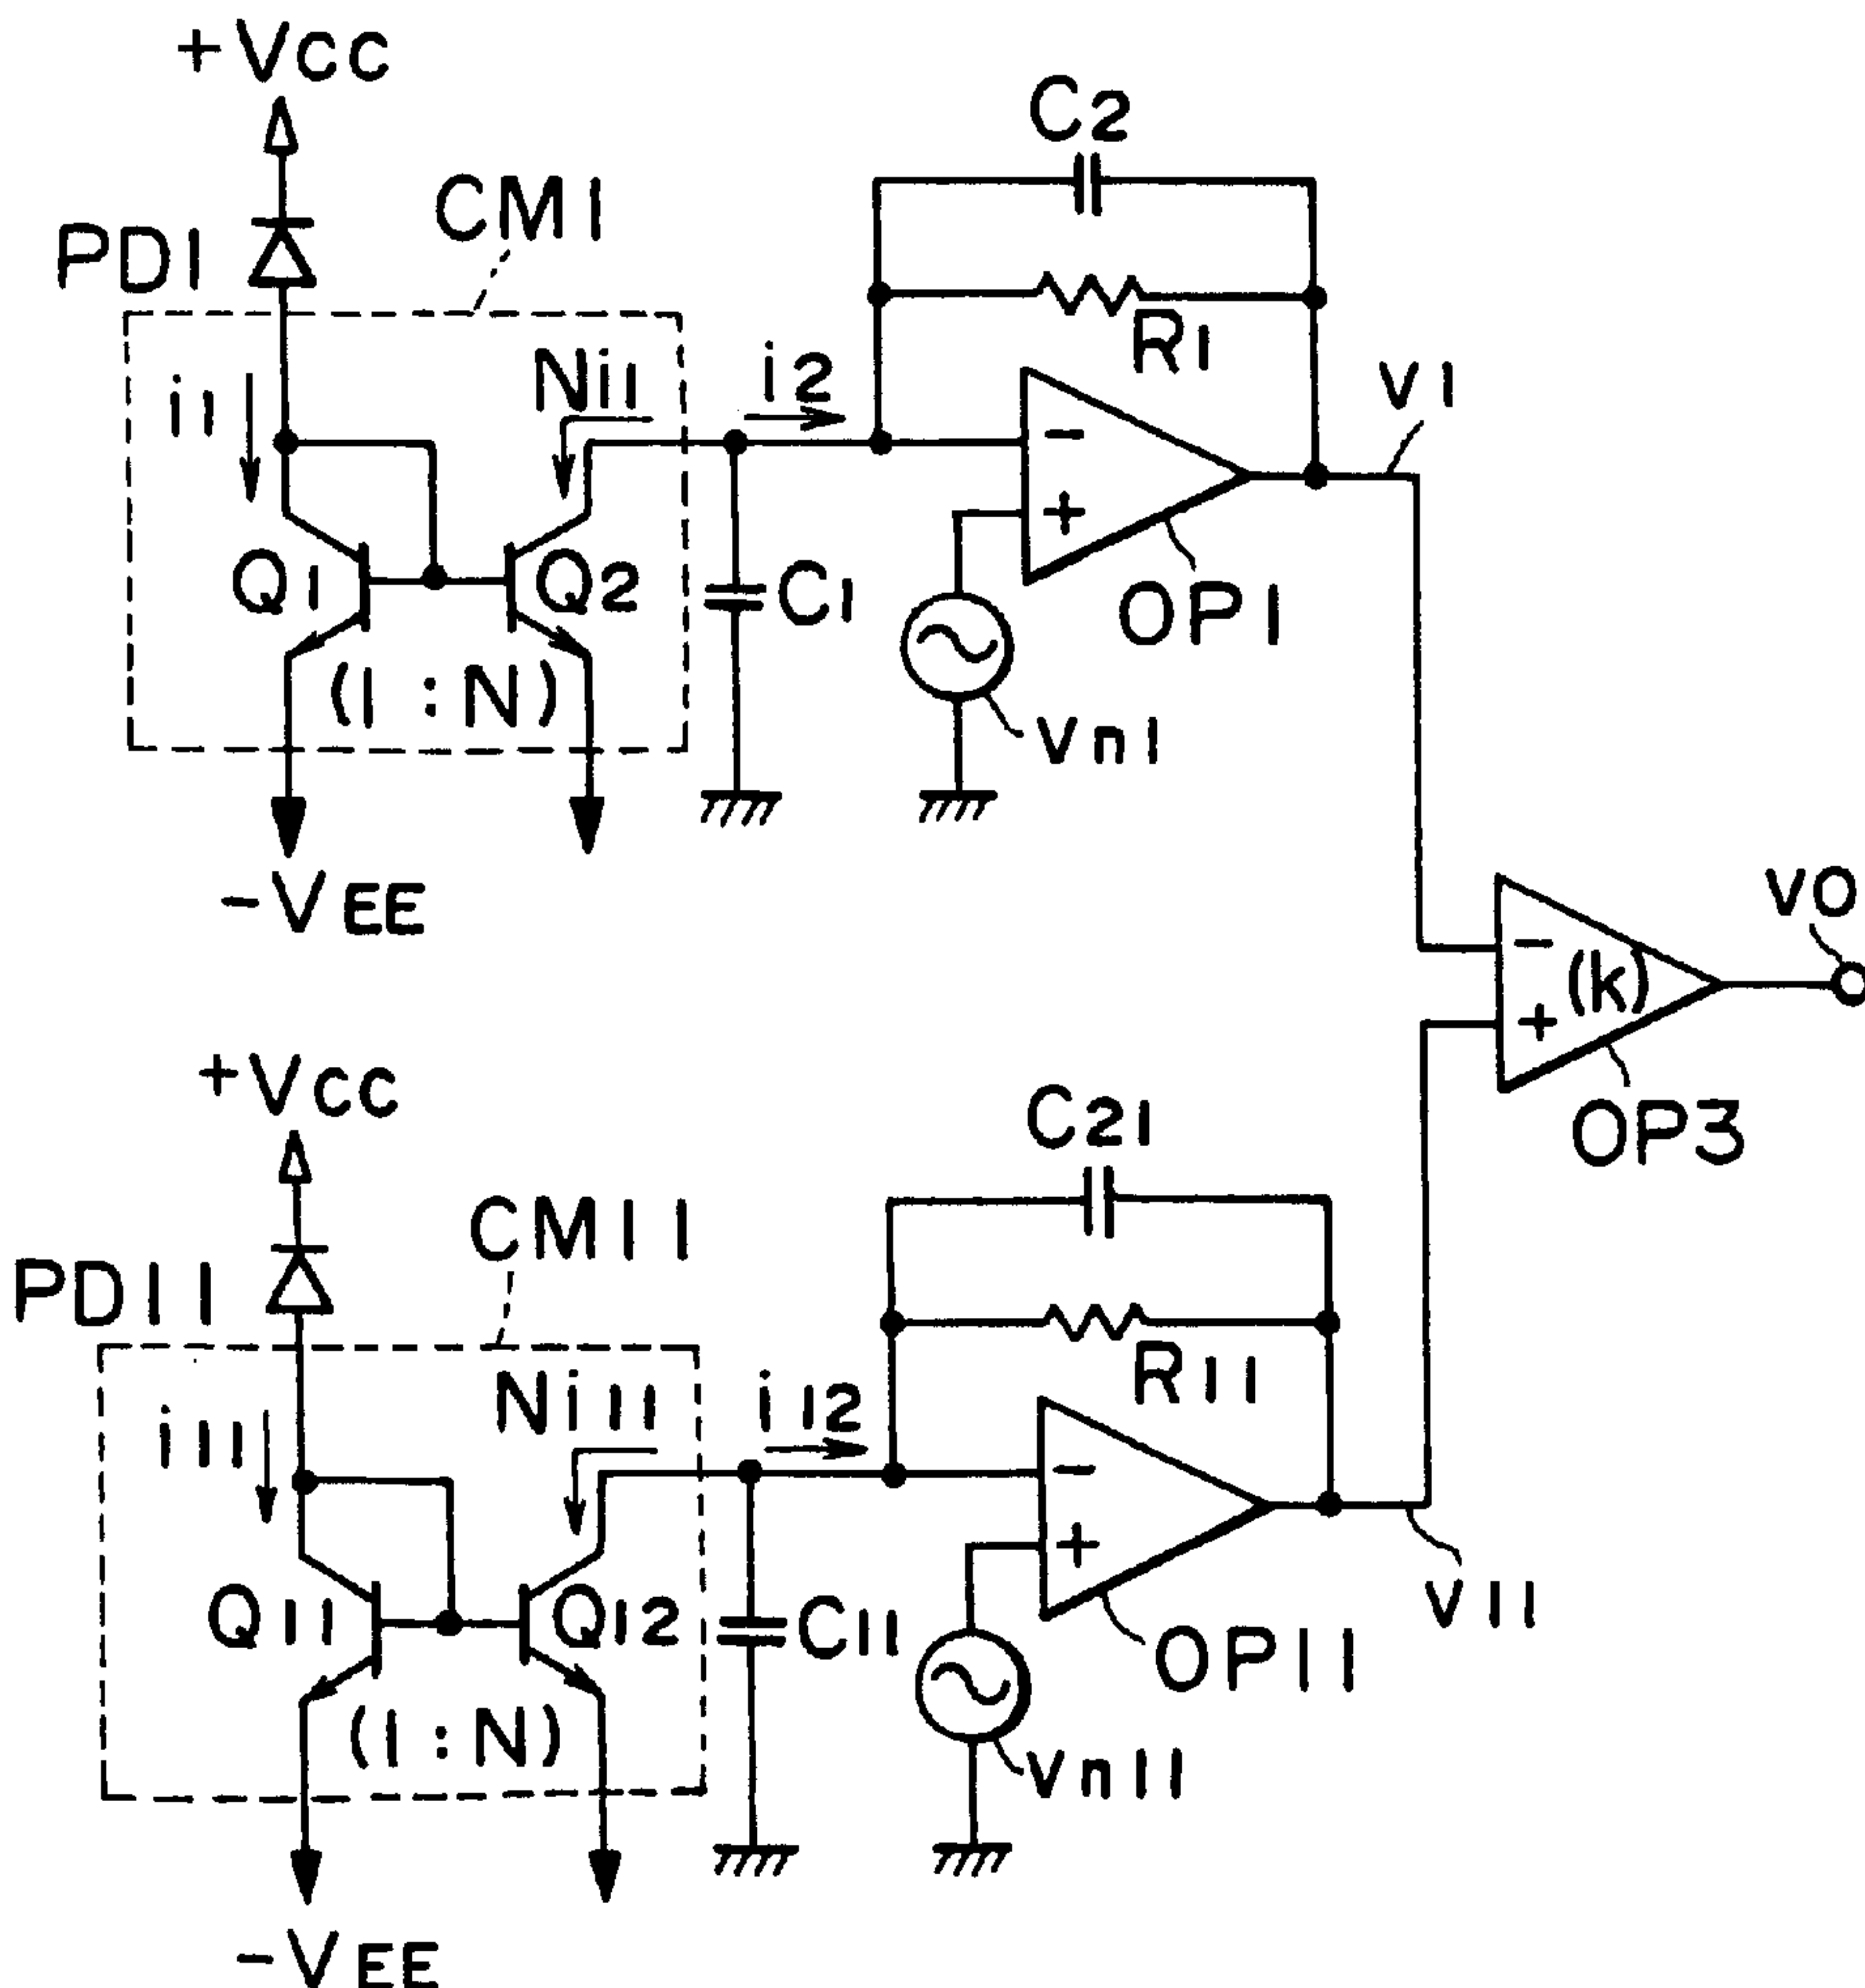 +VCC
C2
CM1
PD1
R1
i1
Ni1
i2
v1
−
+
Q1
Q2
C1
OP1
(1:N)
Vn1
−VEE
vo
−
(k)
+
OP3
+VCC
C21
CM11
PD11
R11
i11
Ni11
i12
−
+
Q11
Q12
C11
OP11
v11
(1:N)
Vn11
−VEE